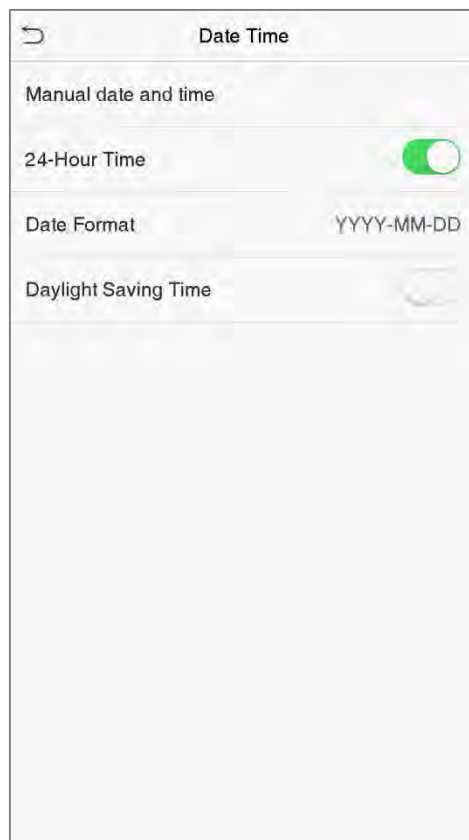 Date Time
Manual date and time
24-Hour Time
Date Format YYYY-MM-DD
Daylight Saving Time